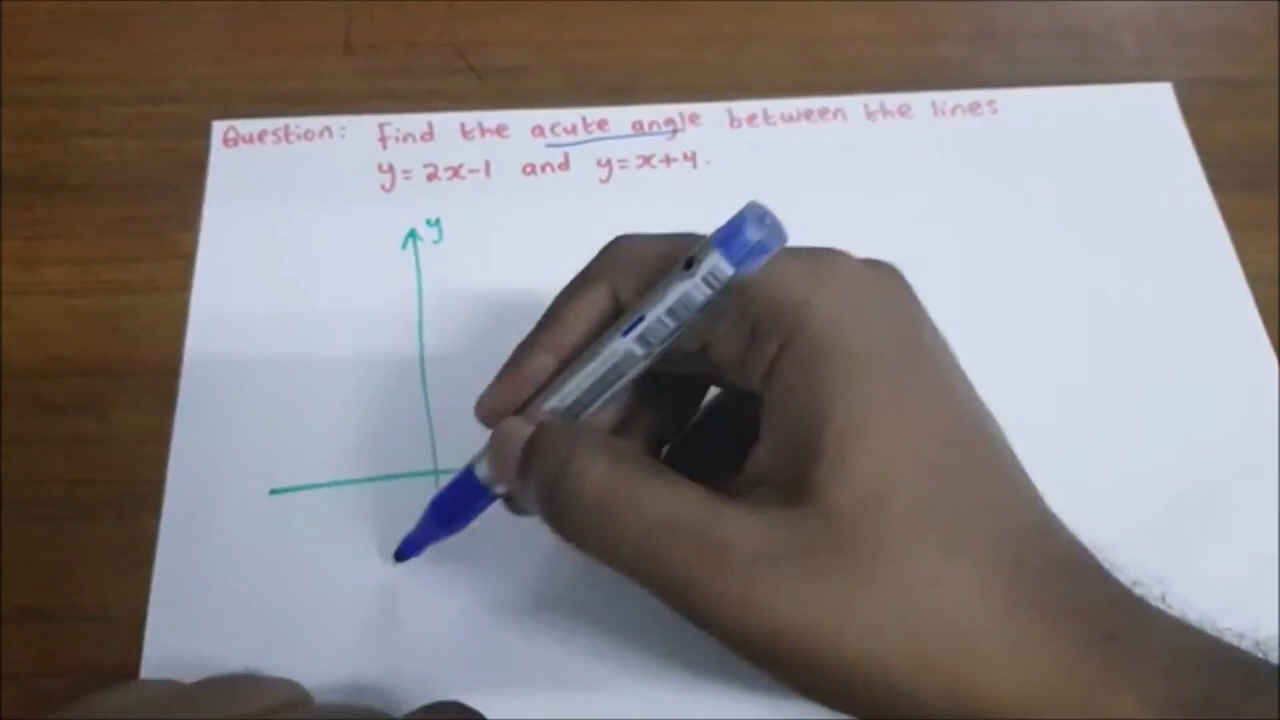 Question: Find the acute angle between the lines
y=2x-1 and y=x+4.
y